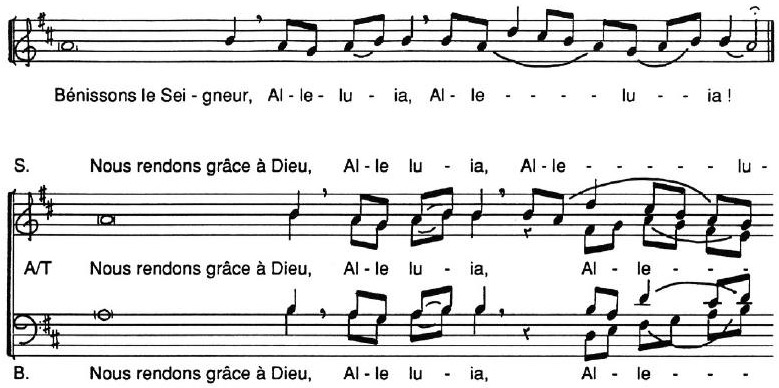 Bénissons le Sei - gneur, Al - le - lu - ia, Al - le - - - - lu - - ia !
S. Nous rendons grâce à Dieu, Al - le lu - ia, Al - le - - - - - lu -
A/T Nous rendons grâce à Dieu, Al - le lu - ia, Al - le - - -
B. Nous rendons grâce à Dieu, Al - le lu - ia, Al - le - - -